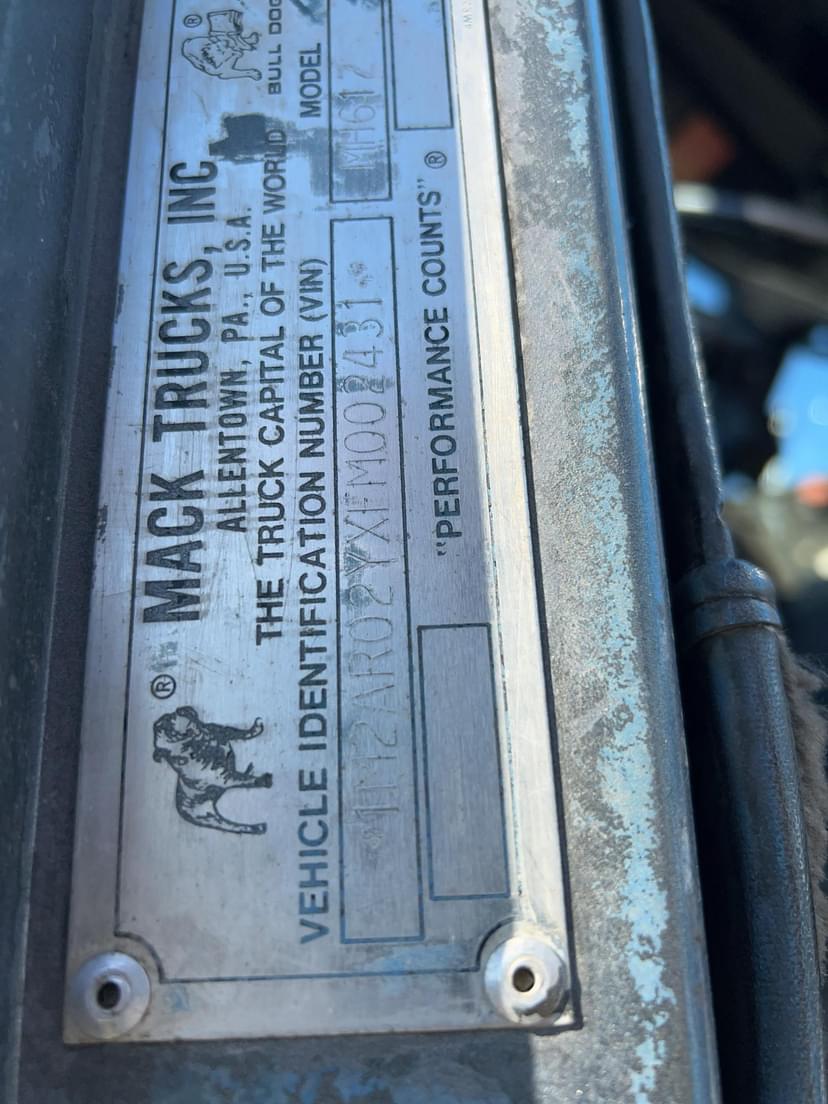 MACK TRUCKS, INC
ALLENTOWN, PA., U.S.A.
THE TRUCK CAPITAL OF THE WORLD
®
®
BULL DOG
VEHICLE IDENTIFICATION NUMBER (VIN)
MODEL
*1M2AR02YXFM002431*
MH612
"PERFORMANCE COUNTS" ®